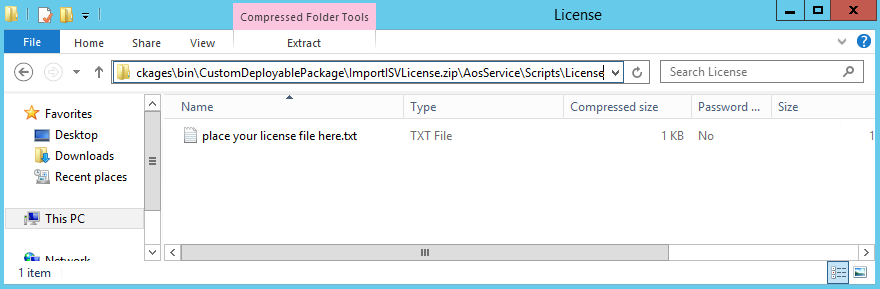 Compressed Folder Tools
License
File
Home
Share
View
Extract
ckages\bin\CustomDeployablePackage\ImportISVLicense.zip\AosService\Scripts\License
Search License
Favorites
Desktop
Downloads
Recent places
This PC
Network
Name
Type
Compressed size
Password ...
Size
place your license file here.txt
TXT File
1 KB
No
1
1 item